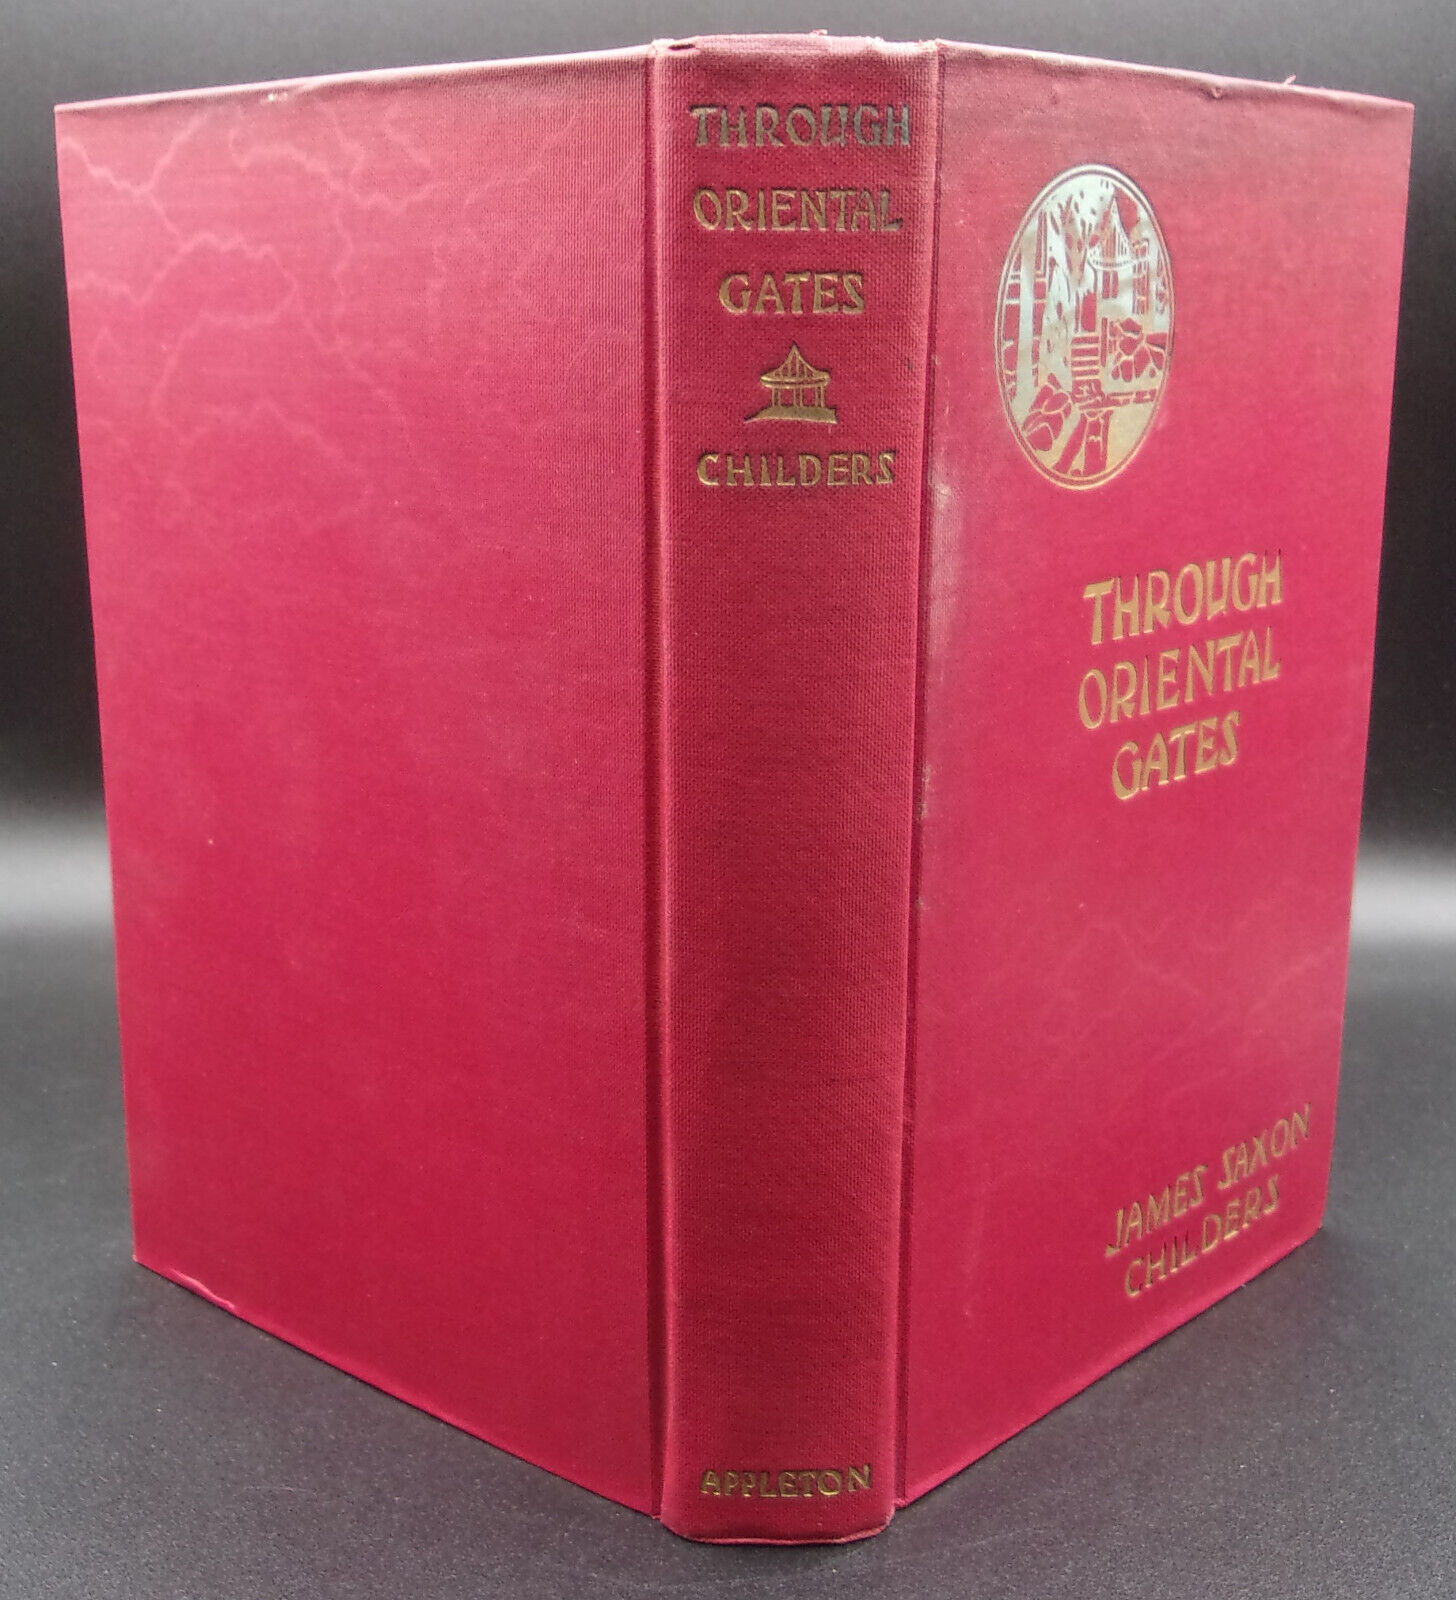 THROUGH
ORIENTAL
GATES
CHILDERS
APPLETON
THROUGH
ORIENTAL
GATES
JAMES SAXON
CHILDERS